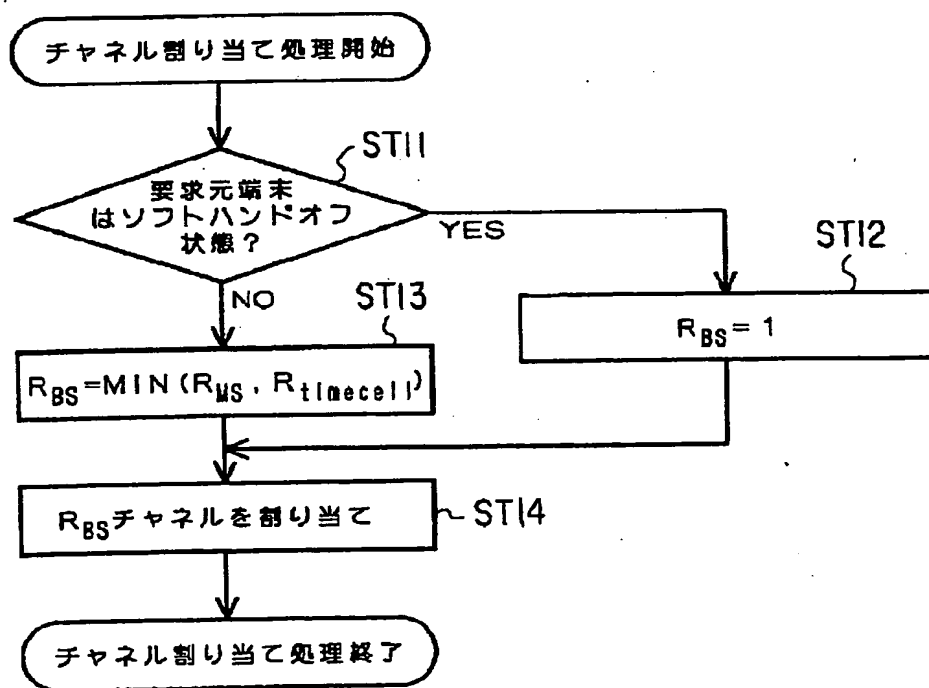 チャネル割り当て処理開始
ST11
要求元端末
はソフトハンドオフ
状態？
YES
ST12
NO
ST13
R_BS = 1
R_BS=MIN(R_MS, R_timecell)
R_BSチャネルを割り当て
ST14
チャネル割り当て処理終了